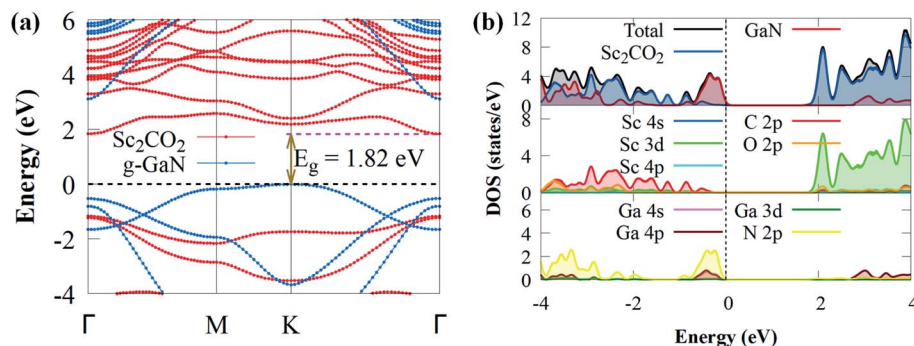 (a)
Energy (eV)
6
4
2
0
-2
-4
Sc₂CO₂
g-GaN
E_g = 1.82 eV
Γ
M
K
Γ
(b)
DOS (states/eV)
Total
Sc₂CO₂
GaN
12
8
4
0
Sc 4s
Sc 3d
Sc 4p
C 2p
O 2p
8
4
0
Ga 4s
Ga 4p
Ga 3d
N 2p
6
4
2
0
-4
-2
0
2
4
Energy (eV)